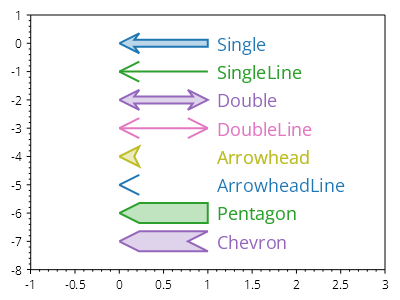 1
0
-1
-2
-3
-4
-5
-6
-7
-8
Single
SingleLine
Double
DoubleLine
Arrowhead
ArrowheadLine
Pentagon
Chevron
-1 -0.5 0 0.5 1 1.5 2 2.5 3